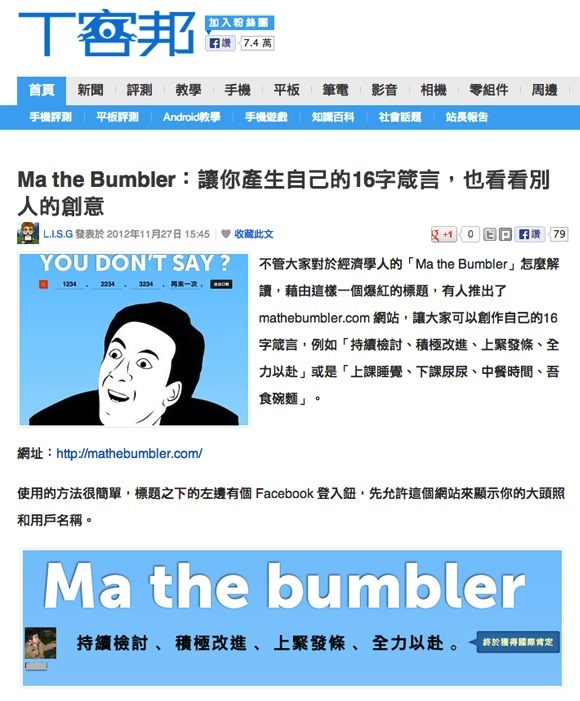 T客邦
加入粉絲團
讚 7.4 萬
首頁 新聞 評測 教學 手機 平板 筆電 影音 相機 零組件 周邊
手機評測 平板評測 Android教學 手機遊戲 知識百科 社會話題 站長報告
Ma the Bumbler：讓你產生自己的16字箴言，也看看別
人的創意
L.I.S.G 發表於 2012年11月27日 15:45 收藏此文 +1 0 讚 79
YOU DON'T SAY ?
1234 、 2234 、 3234 、 再來一次 。
不管大家對於經濟學人的「Ma the Bumbler」怎麼解
讀，藉由這樣一個爆紅的標題，有人推出了
mathebumbler.com 網站，讓大家可以創作自己的16
字箴言，例如「持續檢討、積極改進、上緊發條、全
力以赴」或是「上課睡覺、下課尿尿、中餐時間、吾
食碗麵」。
網址：http://mathebumbler.com/
使用的方法很簡單，標題之下的左邊有個 Facebook 登入鈕，先允許這個網站來顯示你的大頭照
和用戶名稱。
Ma the bumbler
持續檢討 、 積極改進 、 上緊發條 、 全力以赴 。 終於獲得國際肯定